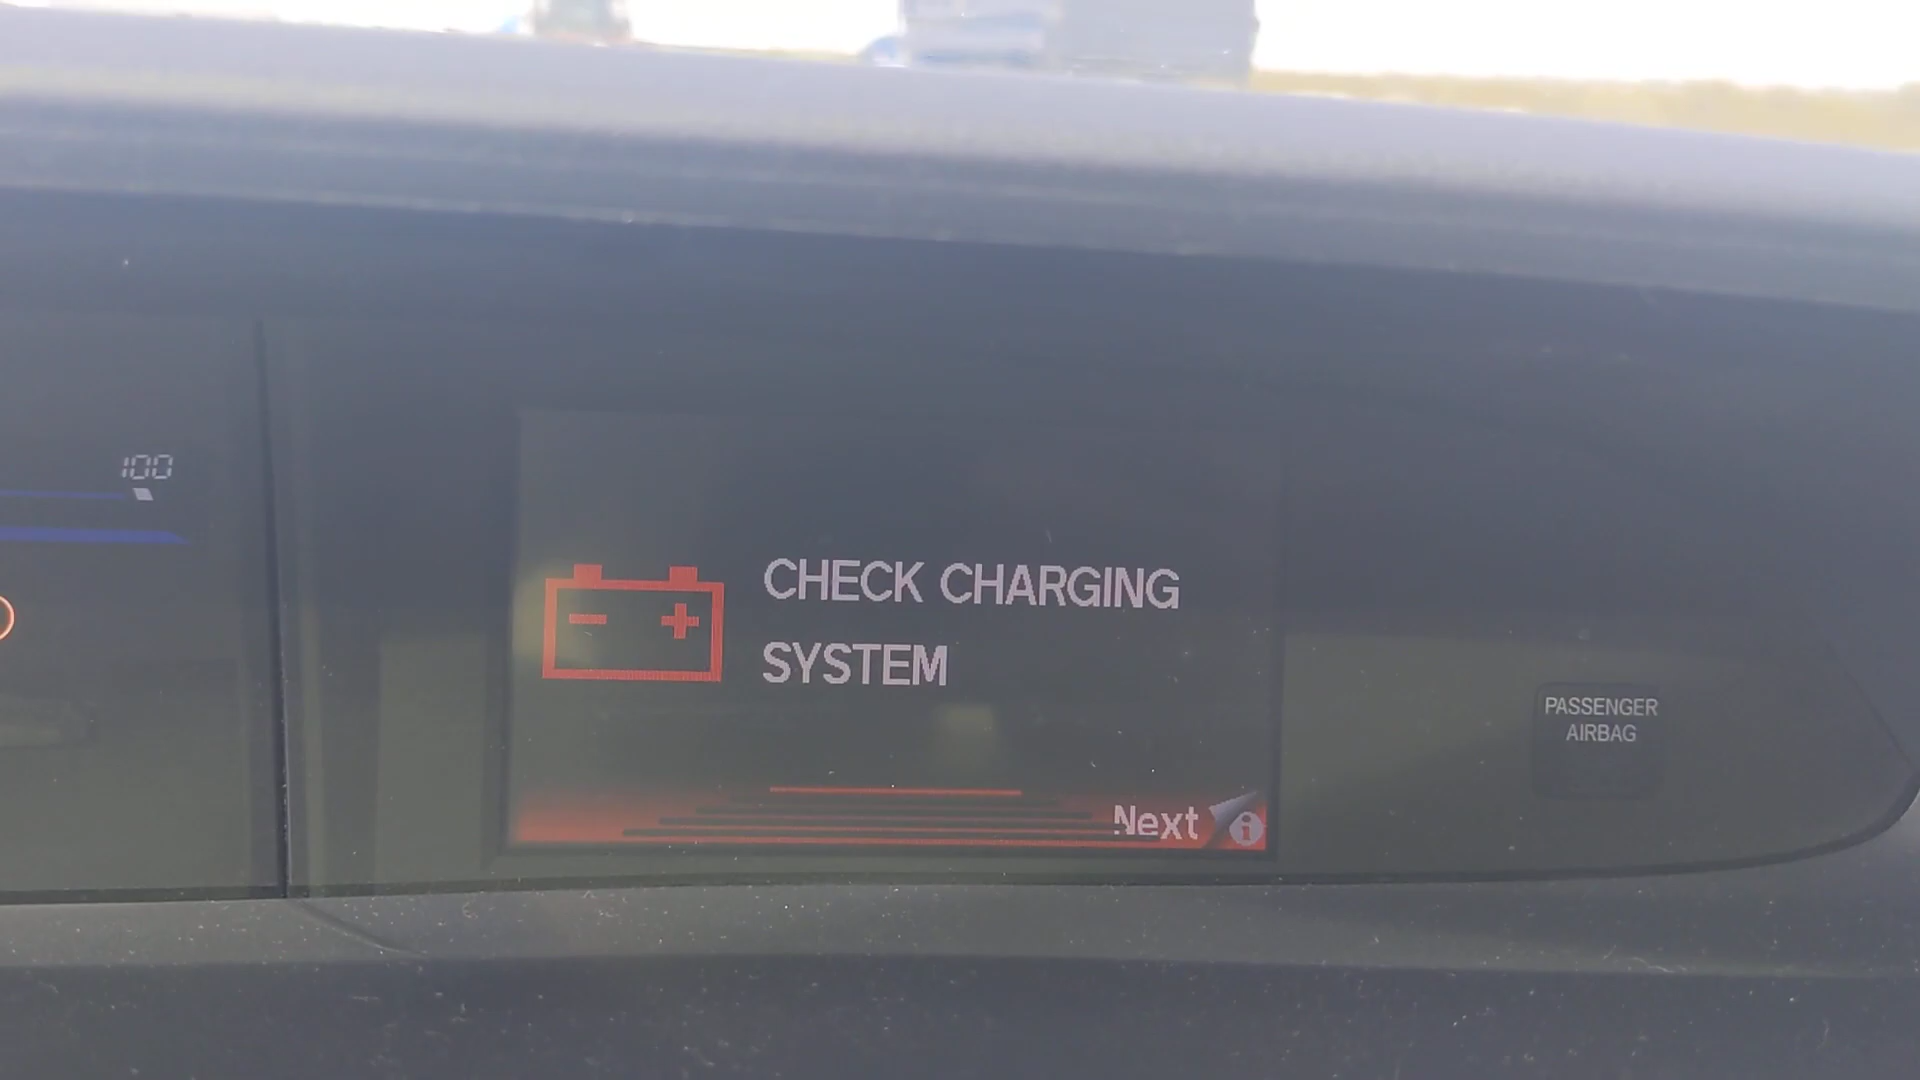 100
CHECK CHARGING
SYSTEM
PASSENGER
AIRBAG
Next